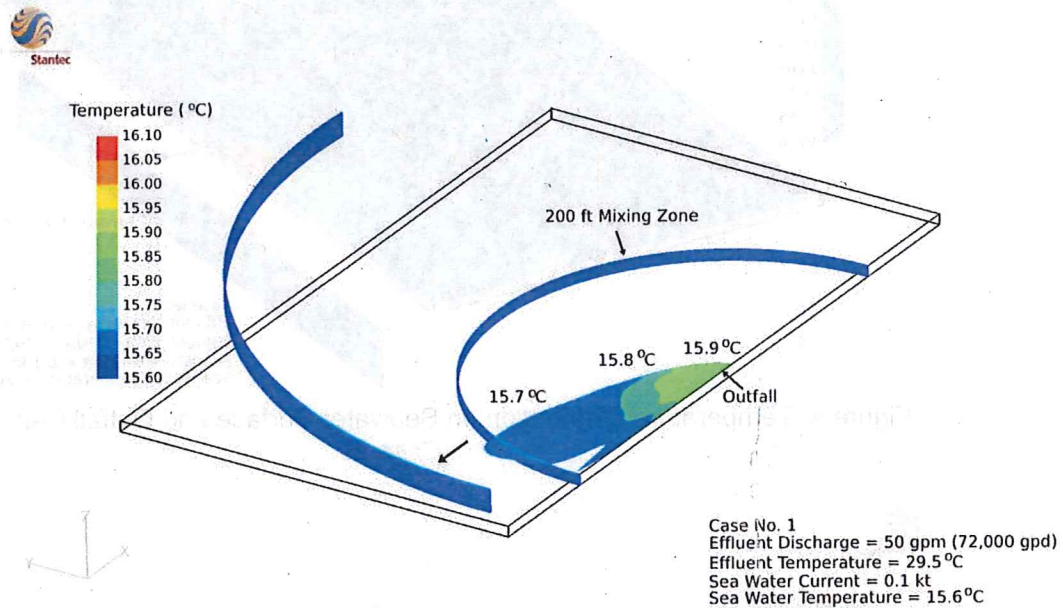 Stantec
Temperature ( °C)
16.10
16.05
16.00
15.95
15.90
15.85
15.80
15.75
15.70
15.65
15.60
200 ft Mixing Zone
15.9 °C
15.8 °C
15.7 °C
Outfall
Z
Y
X
Case No. 1
Effluent Discharge = 50 gpm (72,000 gpd)
Effluent Temperature = 29.5 °C
Sea Water Current = 0.1 kt
Sea Water Temperature = 15.6 °C